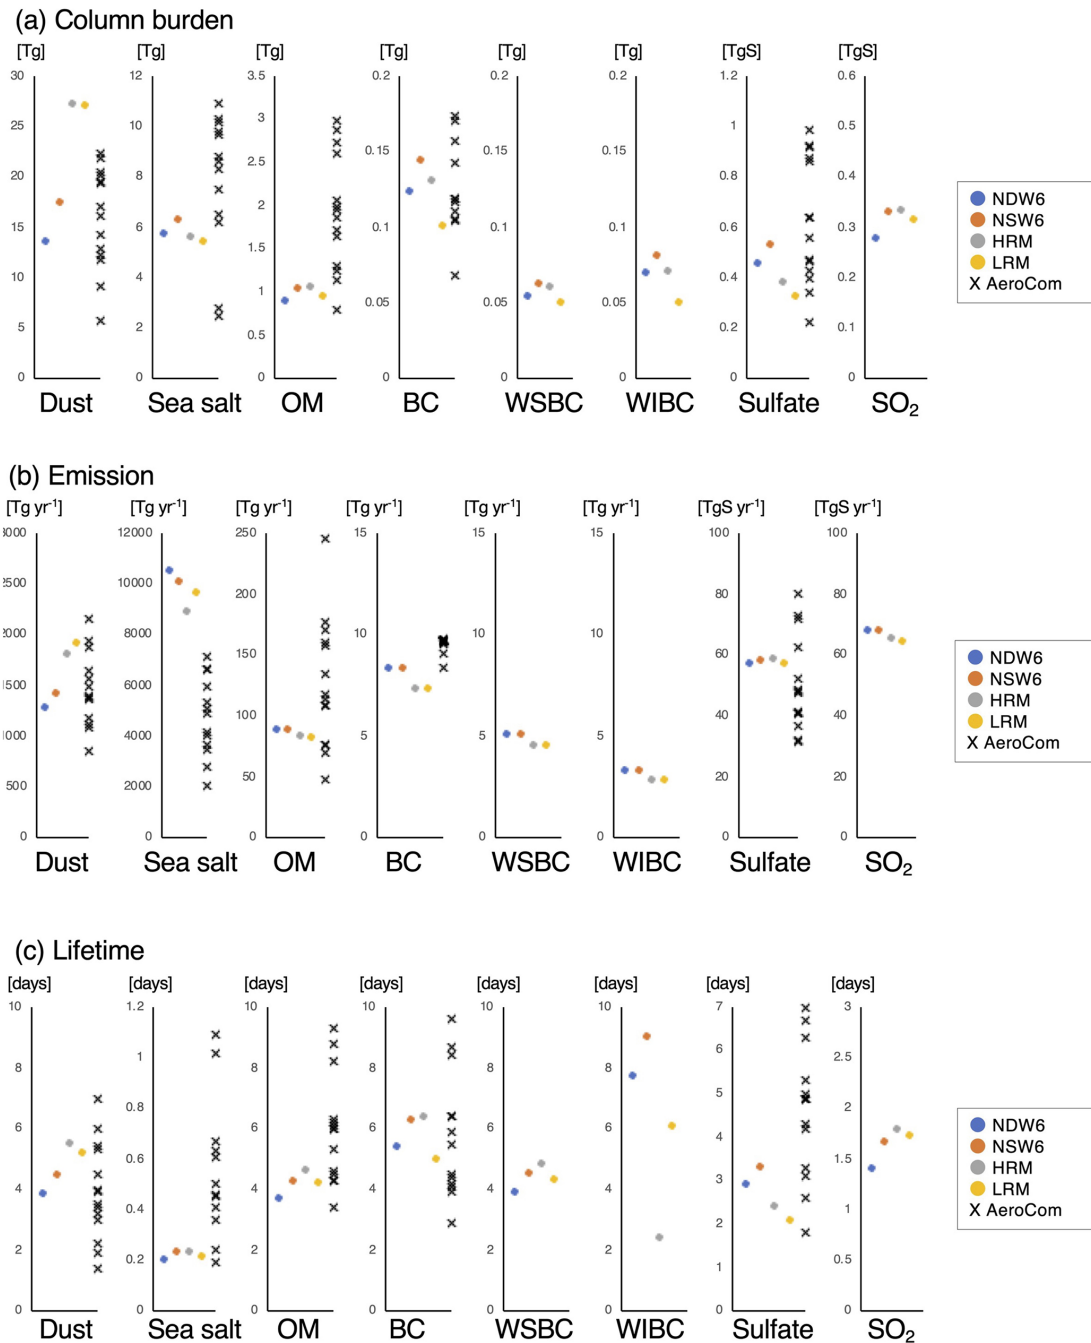 (a) Column burden
[Tg] [Tg] [Tg] [Tg] [Tg] [Tg] [TgS] [TgS]
30 12 3.5 0.2 0.2 0.2 1.2 0.6
25 10 3 0.15 0.15 0.15 1 0.5
20 8 2.5 0.1 0.1 0.1 0.8 0.4
15 6 2 0.05 0.05 0.05 0.6 0.3
10 4 1.5 0 0 0 0.4 0.2
5 2 1 0.2 0.1
0 0 0.5 0 0
0
NDW6
NSW6
HRM
LRM
X AeroCom
Dust Sea salt OM BC WSBC WIBC Sulfate SO₂
(b) Emission
[Tg yr⁻¹] [Tg yr⁻¹] [Tg yr⁻¹] [Tg yr⁻¹] [Tg yr⁻¹] [Tg yr⁻¹] [TgS yr⁻¹] [TgS yr⁻¹]
000 12000 250 15 15 15 100 100
2500 10000 200 10 10 10 80 80
2000 8000 150 5 5 5 60 60
500 6000 100 0 0 0 40 40
000 4000 50 20 20
500 2000 0 0 0
0 0
NDW6
NSW6
HRM
LRM
X AeroCom
Dust Sea salt OM BC WSBC WIBC Sulfate SO₂
(c) Lifetime
[days] [days] [days] [days] [days] [days] [days] [days]
10 1.2 10 10 10 10 7 3
8 1 8 8 8 8 6 2.5
6 0.8 6 6 6 6 5 2
4 0.6 4 4 4 4 4 1.5
2 0.4 2 2 2 2 3 1
0 0.2 0 0 0 0 2 0.5
0 1 0
0
NDW6
NSW6
HRM
LRM
X AeroCom
Dust Sea salt OM BC WSBC WIBC Sulfate SO₂